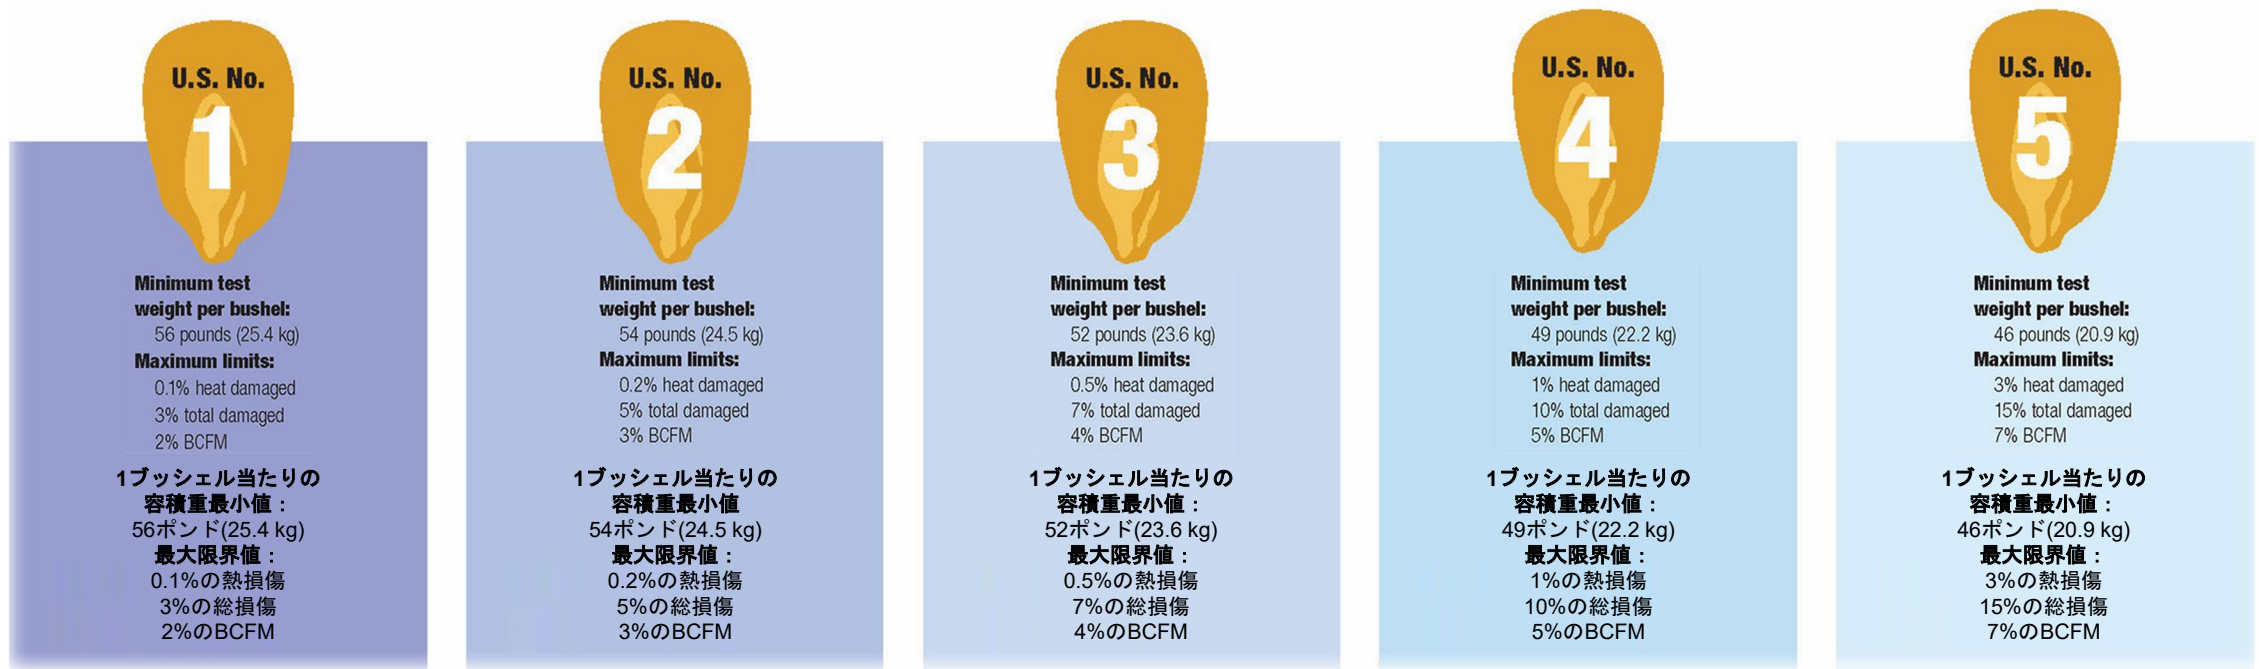 U.S. No.
1
Minimum test
weight per bushel:
56 pounds (25.4 kg)
Maximum limits:
0.1% heat damaged
3% total damaged
2% BCFM
1ブッシェル当たりの
容積重最小値：
56ポンド(25.4 kg)
最大限界値：
0.1%の熱損傷
3%の総損傷
2%のBCFM
U.S. No.
2
Minimum test
weight per bushel:
54 pounds (24.5 kg)
Maximum limits:
0.2% heat damaged
5% total damaged
3% BCFM
1ブッシェル当たりの
容積重最小値
54ポンド(24.5 kg)
最大限界値：
0.2%の熱損傷
5%の総損傷
3%のBCFM
U.S. No.
3
Minimum test
weight per bushel:
52 pounds (23.6 kg)
Maximum limits:
0.5% heat damaged
7% total damaged
4% BCFM
1ブッシェル当たりの
容積重最小値：
52ポンド(23.6 kg)
最大限界値：
0.5%の熱損傷
7%の総損傷
4%のBCFM
U.S. No.
4
Minimum test
weight per bushel:
49 pounds (22.2 kg)
Maximum limits:
1% heat damaged
10% total damaged
5% BCFM
1ブッシェル当たりの
容積重最小値：
49ポンド(22.2 kg)
最大限界値：
1%の熱損傷
10%の総損傷
5%のBCFM
U.S. No.
5
Minimum test
weight per bushel:
46 pounds (20.9 kg)
Maximum limits:
3% heat damaged
15% total damaged
7% BCFM
1ブッシェル当たりの
容積重最小値：
46ポンド(20.9 kg)
最大限界値：
3%の熱損傷
15%の総損傷
7%のBCFM